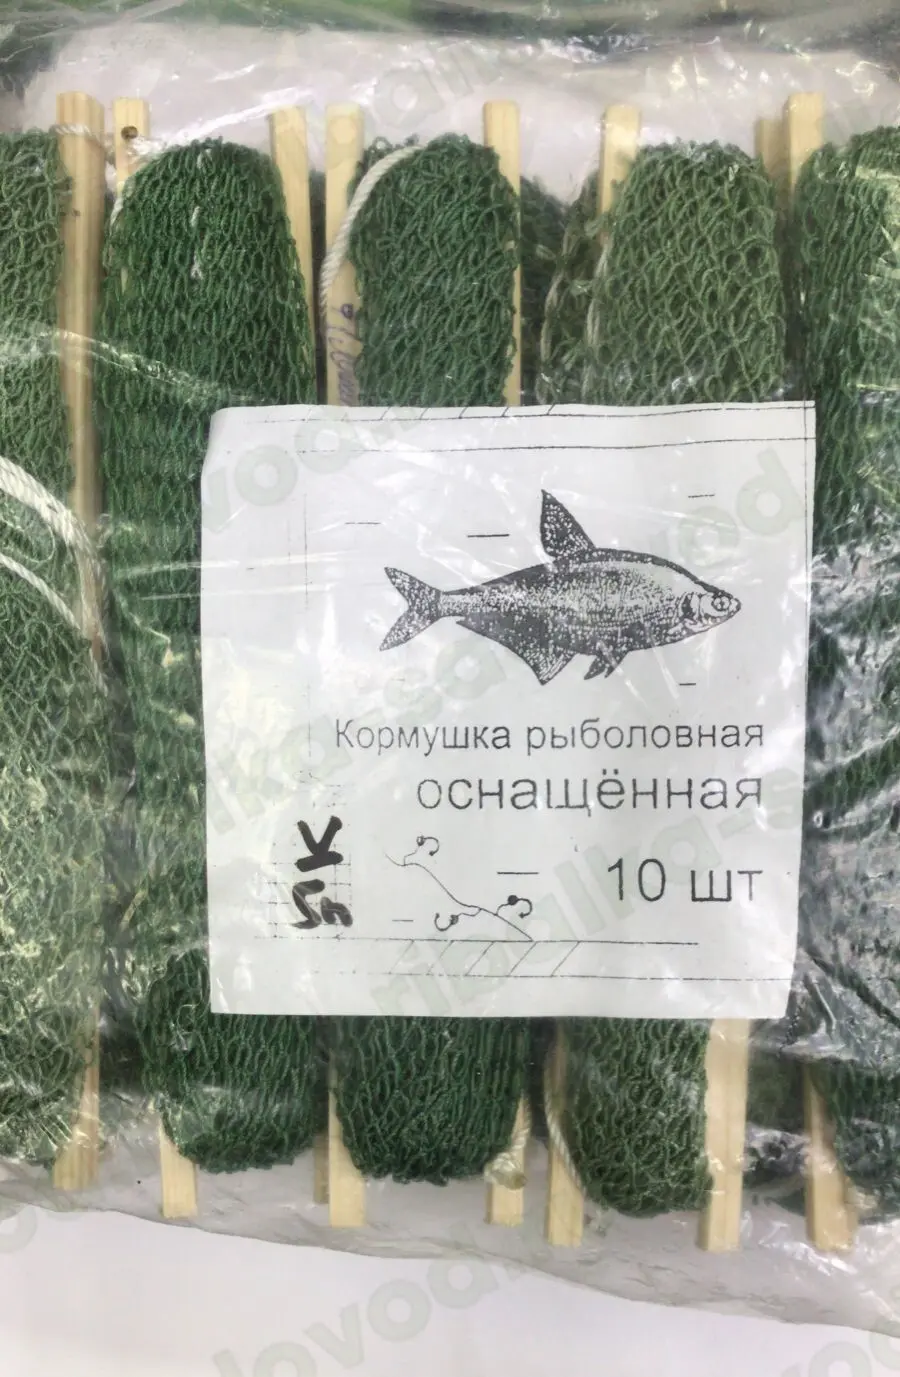 Кормушка рыболовная
оснащённая
10 шт